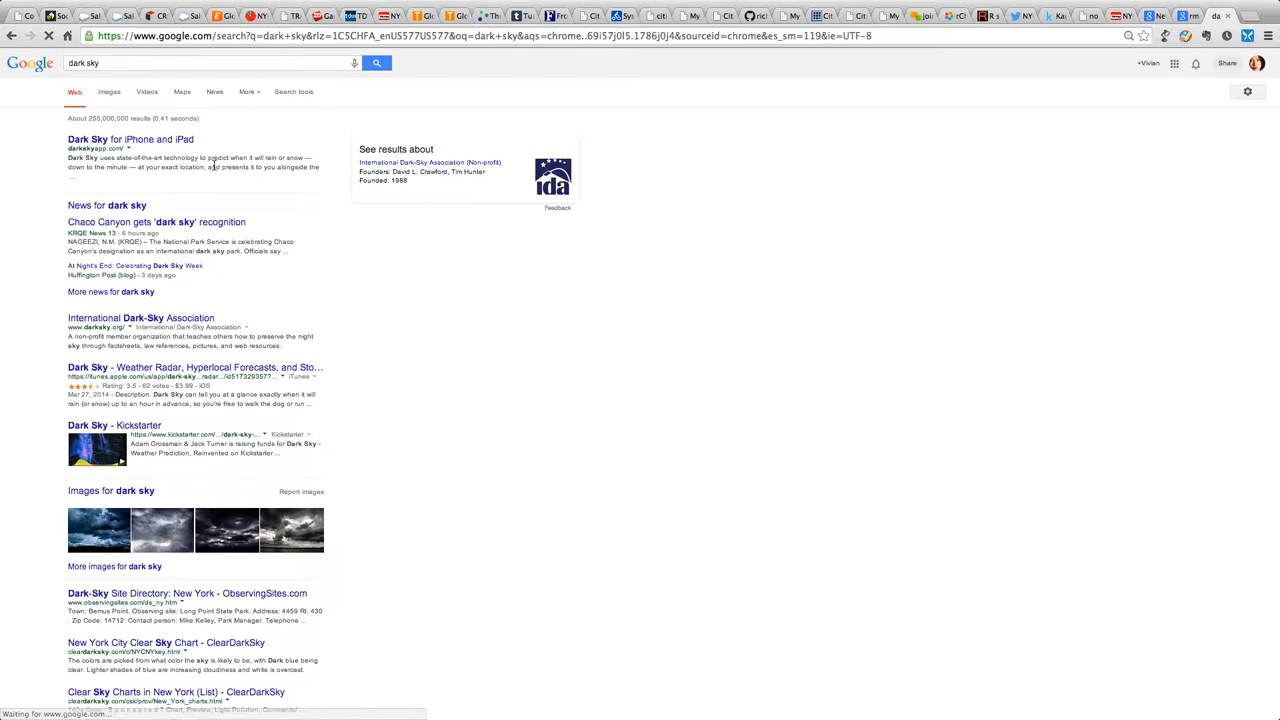 da
https://www.google.com/search?q=dark+sky&rlz=1C5CHFA_enUS577US577&oq=dark+sky&aqs=chrome..69i57j0l5.1786j0j4&sourceid=chrome&es_sm=119&ie=UTF-8
Google dark sky +Vivian Share
Web Images Videos Maps News More Search tools
About 255,000,000 results (0.41 seconds)
Dark Sky for iPhone and iPad
darkskyapp.com/
Dark Sky uses state-of-the-art technology to predict when it will rain or snow —
down to the minute — at your exact location, and presents it to you alongside the
...
See results about
International Dark-Sky Association (Non-profit)
Founders: David L. Crawford, Tim Hunter
Founded: 1988
ida
Feedback
News for dark sky
Chaco Canyon gets 'dark sky' recognition
KRQE News 13 - 6 hours ago
NAGEEZI, N.M. (KRQE) – The National Park Service is celebrating Chaco
Canyon's designation as an international dark sky park. Officials say ...
At Night's End: Celebrating Dark Sky Week
Huffington Post (blog) - 3 days ago
More news for dark sky
International Dark-Sky Association
www.darksky.org/ International Dark-Sky Association
A non-profit member organization that teaches others how to preserve the night
sky through factsheets, law references, pictures, and web resources.
Dark Sky - Weather Radar, Hyperlocal Forecasts, and Sto...
https://itunes.apple.com/us/app/dark-sky...radar.../id517329357?... iTunes
Rating: 3.5 - 62 votes - $3.99 - iOS
Mar 27, 2014 - Description. Dark Sky can tell you at a glance exactly when it will
rain (or snow) up to an hour in advance, so you're free to walk the dog or run ...
Dark Sky - Kickstarter
https://www.kickstarter.com/.../dark-sky-... Kickstarter
Adam Grossman & Jack Turner is raising funds for Dark Sky -
Weather Prediction, Reinvented on Kickstarter ...
Images for dark sky Report images
More images for dark sky
Dark-Sky Site Directory: New York - ObservingSites.com
www.observingsites.com/ds_ny.htm
Town: Bemus Point. Observing site: Long Point State Park. Address: 4459 Rt. 430
. Zip Code: 14712. Contact person: Mike Kelley, Park Manager. Telephone ...
New York City Clear Sky Chart - ClearDarkSky
cleardarksky.com/c/NYCNYkey.html
The colors are picked from what color the sky is likely to be, with Dark blue being
clear. Lighter shades of blue are increasing cloudiness and white is overcast.
Clear Sky Charts in New York (List) - ClearDarkSky
cleardarksky.com/csk/prov/New_York_charts.html
Chart, Preview, Light Pollution, Comments/
Waiting for www.google.com...